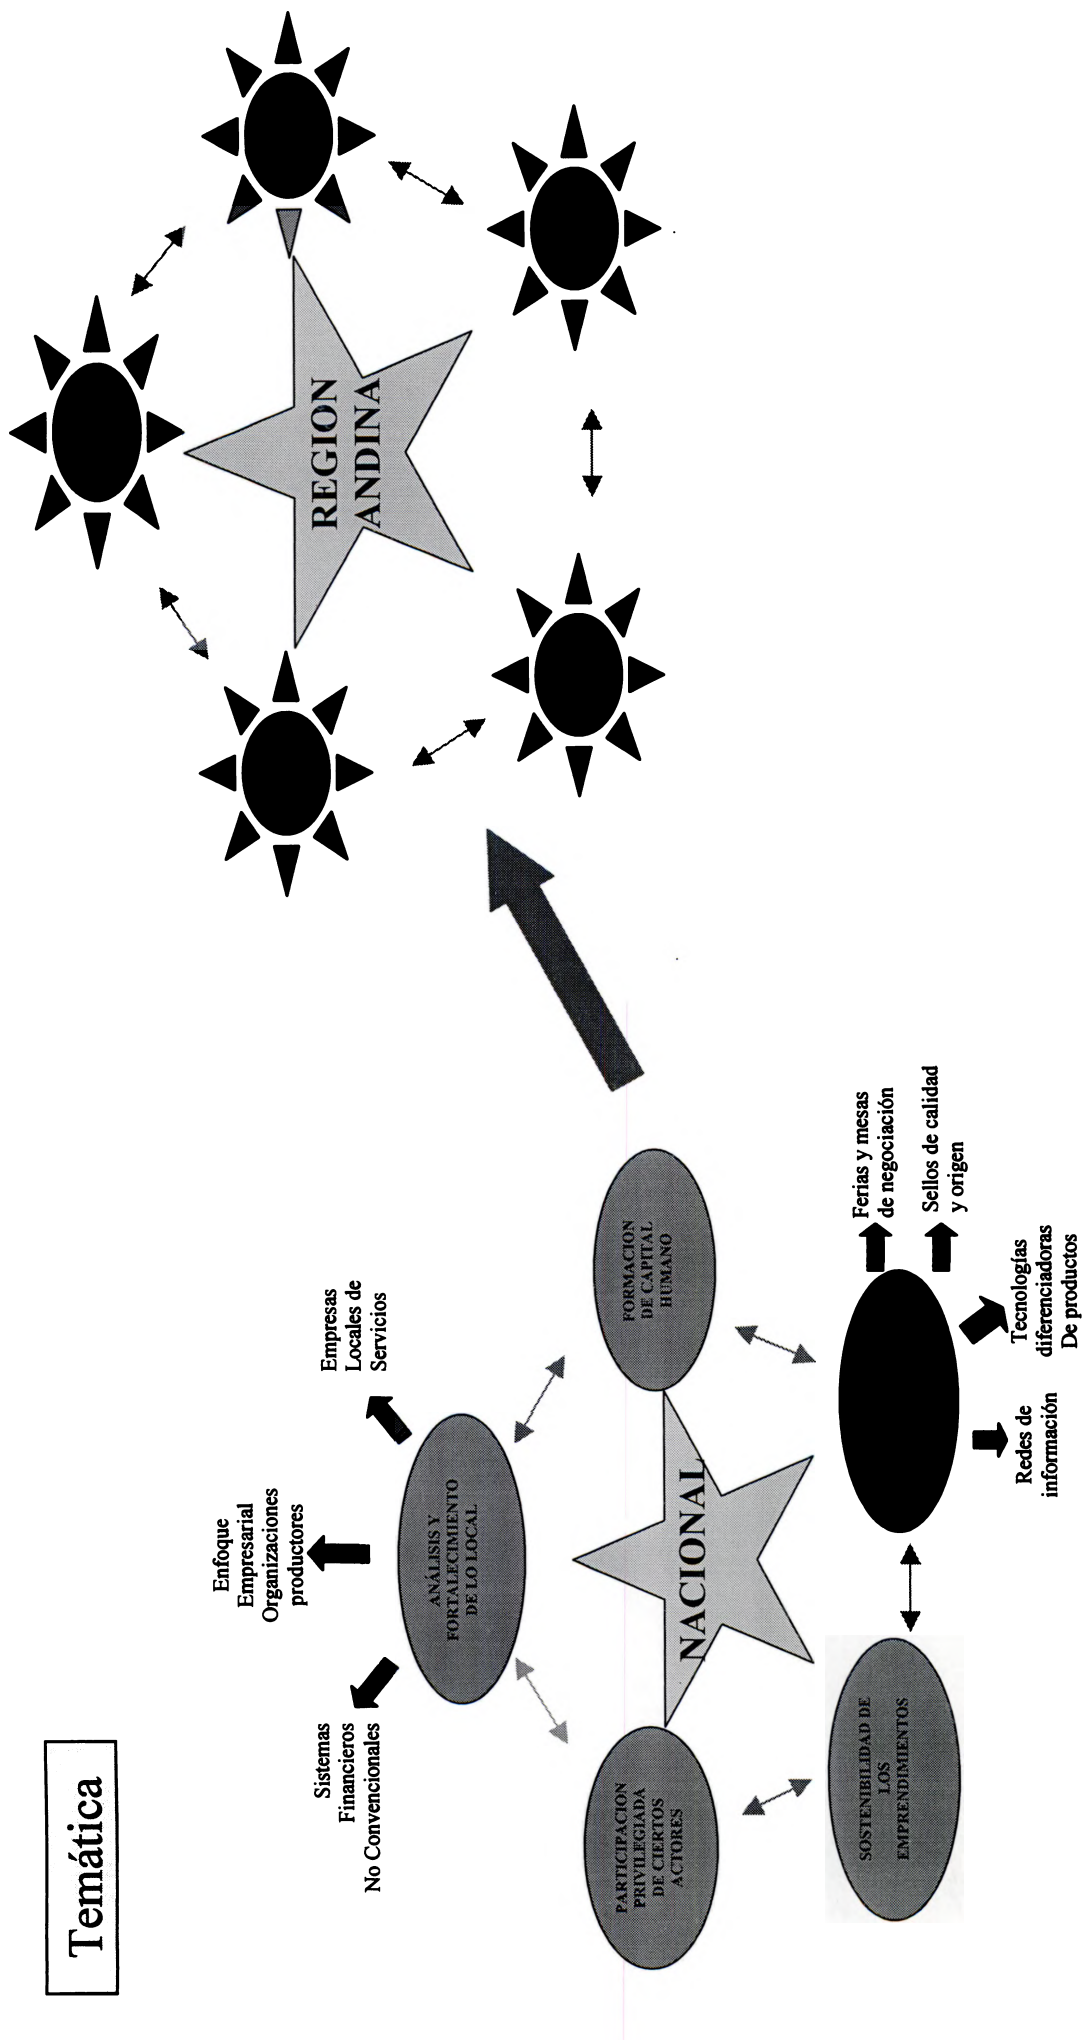 Temática
Sistemas
Financieros
No Convencionales
Enfoque
Empresarial
Organizaciones
productores
Empresas
Locales de
Servicios
ANÁLISIS Y
FORTALECIMIENTO
DE LO LOCAL
PARTICIPACION
PRIVILEGIADA
DE CIERTOS
ACTORES
NACIONAL
FORMACION
DE CAPITAL
HUMANO
SOSTENIBILIDAD DE
LOS
EMPRENDIMIENTOS
Redes de
información
Tecnologías
diferenciadoras
De productos
Sellos de calidad
y origen
Ferias y mesas
de negociación
REGION
ANDINA